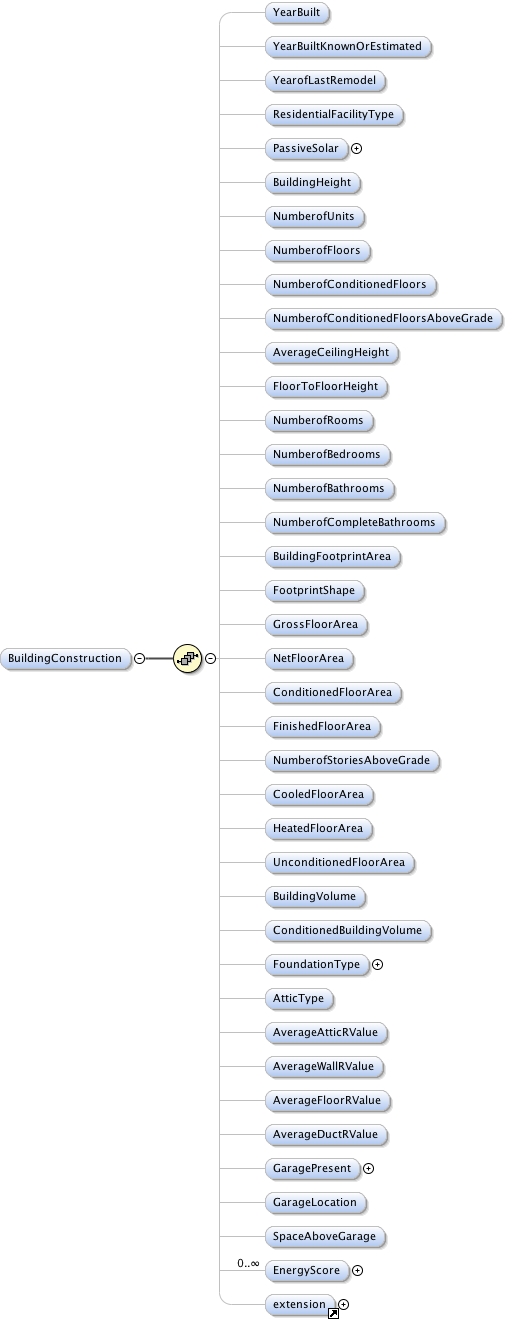 YearBuilt
YearBuiltKnownOrEstimated
YearofLastRemodel
ResidentialFacilityType
PassiveSolar
BuildingHeight
NumberofUnits
NumberofFloors
NumberofConditionedFloors
NumberofConditionedFloorsAboveGrade
AverageCeilingHeight
FloorToFloorHeight
NumberofRooms
NumberofBedrooms
NumberofBathrooms
NumberofCompleteBathrooms
BuildingFootprintArea
FootprintShape
GrossFloorArea
BuildingConstruction
NetFloorArea
ConditionedFloorArea
FinishedFloorArea
NumberofStoriesAboveGrade
CooledFloorArea
HeatedFloorArea
UnconditionedFloorArea
BuildingVolume
ConditionedBuildingVolume
FoundationType
AtticType
AverageAtticRValue
AverageWallRValue
AverageFloorRValue
AverageDuctRValue
GaragePresent
GarageLocation
SpaceAboveGarage
0..∞
EnergyScore
extension